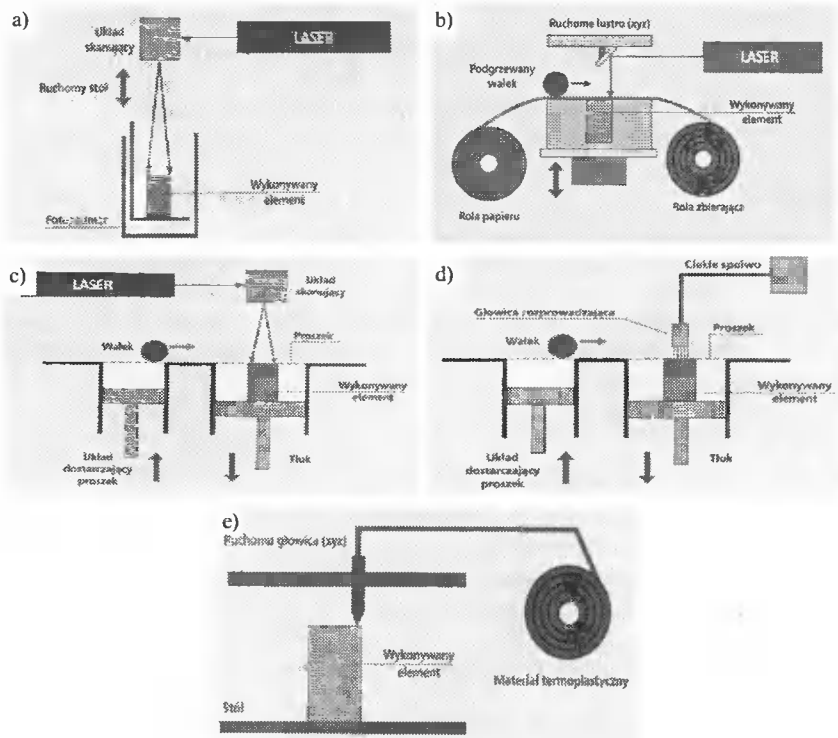 a)
Układ
skanujący
LASER
Ruchomy stół
Wykonywany
element
Fotopolimer
b)
Ruchome lustro (xyz)
LASER
Podgrzewany
wałek
Wykonywany
element
Rola papieru
Rola zbierająca
c)
LASER
Układ
skanujący
Wałek
Proszek
Wykonywany
element
Układ
dostarczający
proszek
Tłok
d)
Ciekłe spoiwo
Głowica rozprowadzająca
Wałek
Proszek
Wykonywany
element
Układ
dostarczający
proszek
Tłok
e)
Ruchoma głowica (xyz)
Wykonywany
element
Materiał termoplastyczny
Stół